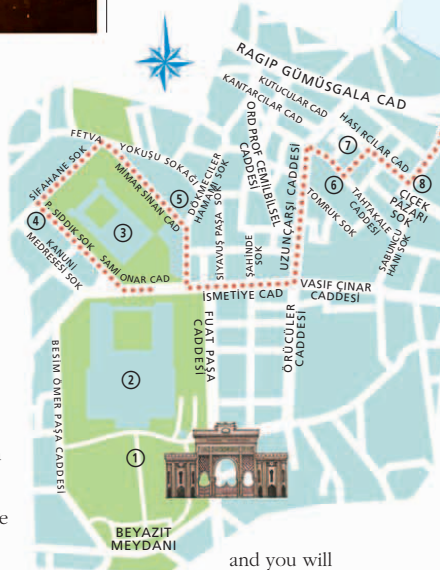 RAGIP GÜMÜSGALA CAD
KUTUCULAR CAD
KANTARCILAR CAD
HASIRCILAR CAD
FETVA
YOKUŞU SOKAĞI
DÖKMECİLER
HAMAMI SOK
ORD PROF CEMİLBİLSEL
CADDESİ
UZUNÇARŞI CADDESİ
7
8
ŞİFAHANE SOK
MİMAR SİNAN CAD
5
SİYAVUŞ PAŞA SOK
6
TAHTAKALE
CADDESİ
ÇİÇEK
PAZARI
SOK
4
3
P. SIDDIK SOK
TOMRUK SOK
ŞAHİNDE
SOK
SABUNCU
HANI SOK
KANUNİ
MEDRESESİ SOK
SAMİ ONAR CAD
İSMETİYE CAD
VASIF ÇINAR
CADDESİ
FUAT PAŞA
CADDESİ
ÖRÜCÜLER
CADDESİ
BESİM ÖMER PAŞA CADDESİ
2
1
BEYAZIT
MEYDANI
and you will